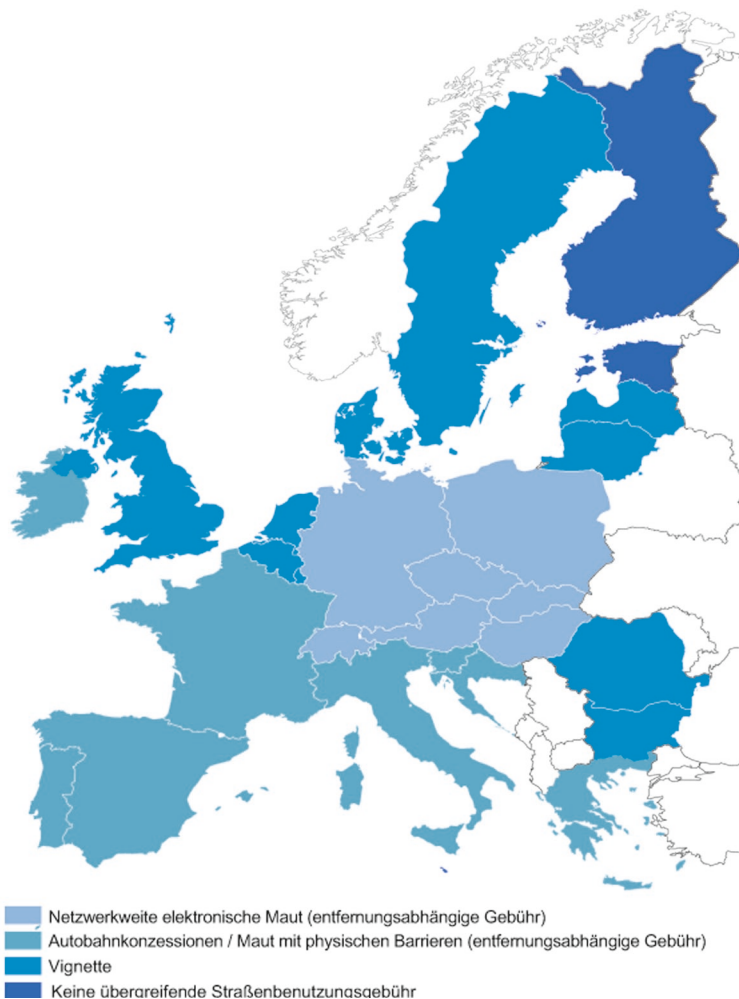 Netzwerkweite elektronische Maut (entfernungsabhängige Gebühr)
Autobahnkonzessionen / Maut mit physischen Barrieren (entfernungsabhängige Gebühr)
Vignette
Keine übergreifende Straßenbenutzungsgebühr